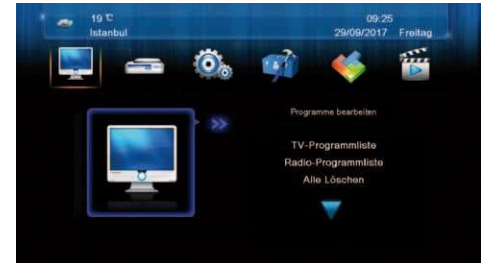 19 °C
Istanbul
09:25
29/09/2017 Freitag
Programme bearbeiten
TV-Programmliste
Radio-Programmliste
Alle Löschen